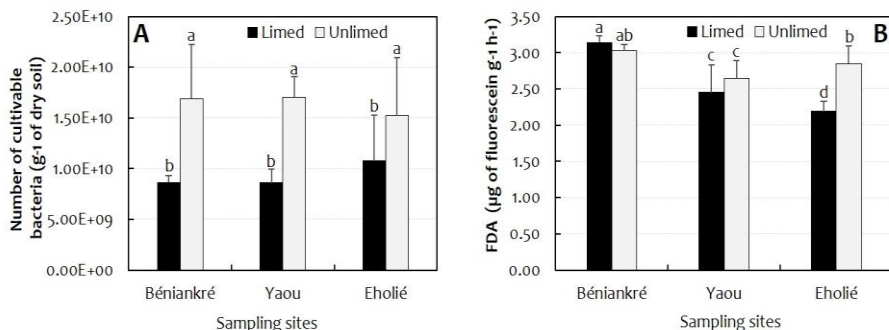 A
Limed Unlimed
Number of cultivable
bacteria (g-1 of dry soil)
2.50E+10
2.00E+10
1.50E+10
1.00E+10
5.00E+09
0.00E+00
b a b a b a
Béniankré Yaou Eholié
Sampling sites
B
Limed Unlimed
FDA (µg of fluorescein g-1 h-1)
3.50
3.00
2.50
2.00
1.50
1.00
0.50
0.00
a ab c c d b
Béniankré Yaou Eholié
Sampling sites